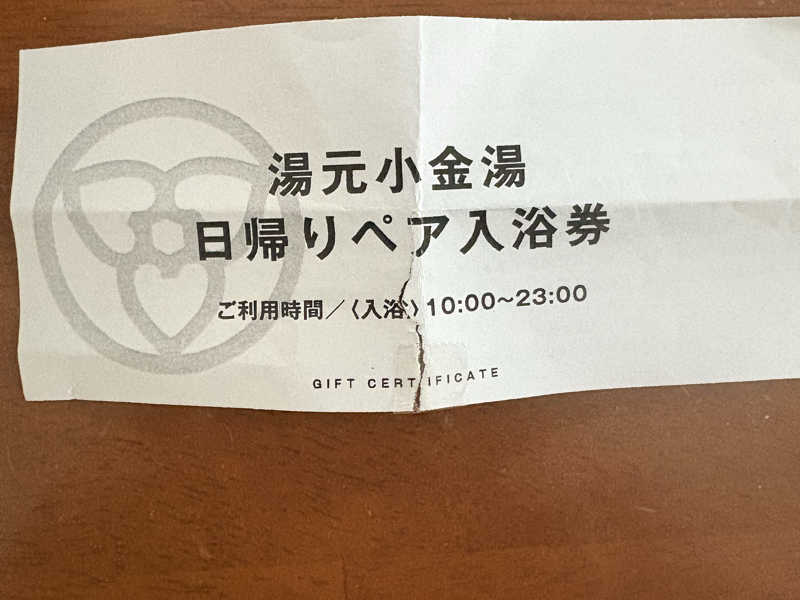 湯元小金湯
日帰りペア入浴券
ご利用時間／〈入浴〉10:00~23:00
GIFT CERTIFICATE